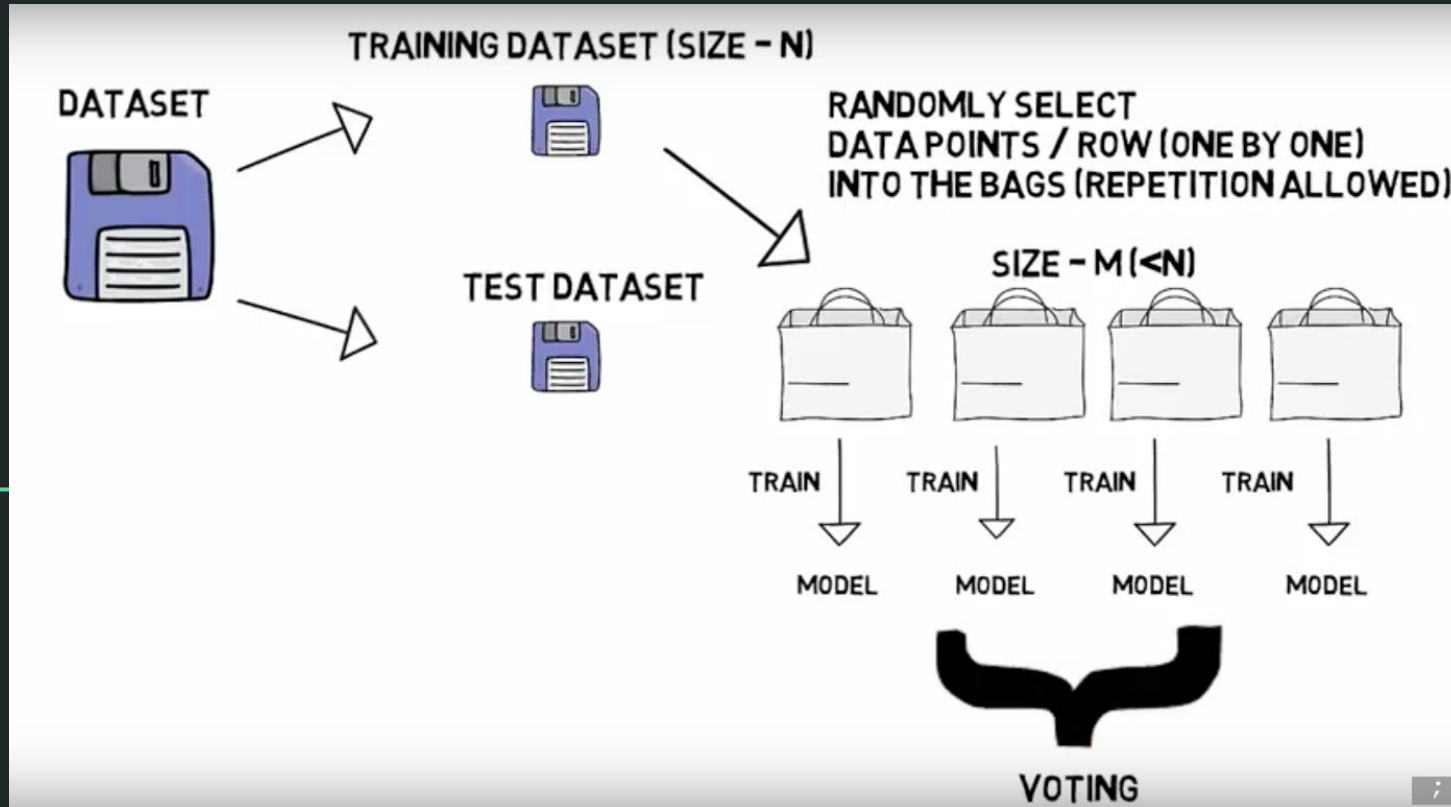 TRAINING DATASET (SIZE - N)
DATASET
RANDOMLY SELECT
DATA POINTS / ROW (ONE BY ONE)
INTO THE BAGS (REPETITION ALLOWED)
SIZE - M (<N)
TEST DATASET
TRAIN TRAIN TRAIN TRAIN
MODEL MODEL MODEL MODEL
VOTING